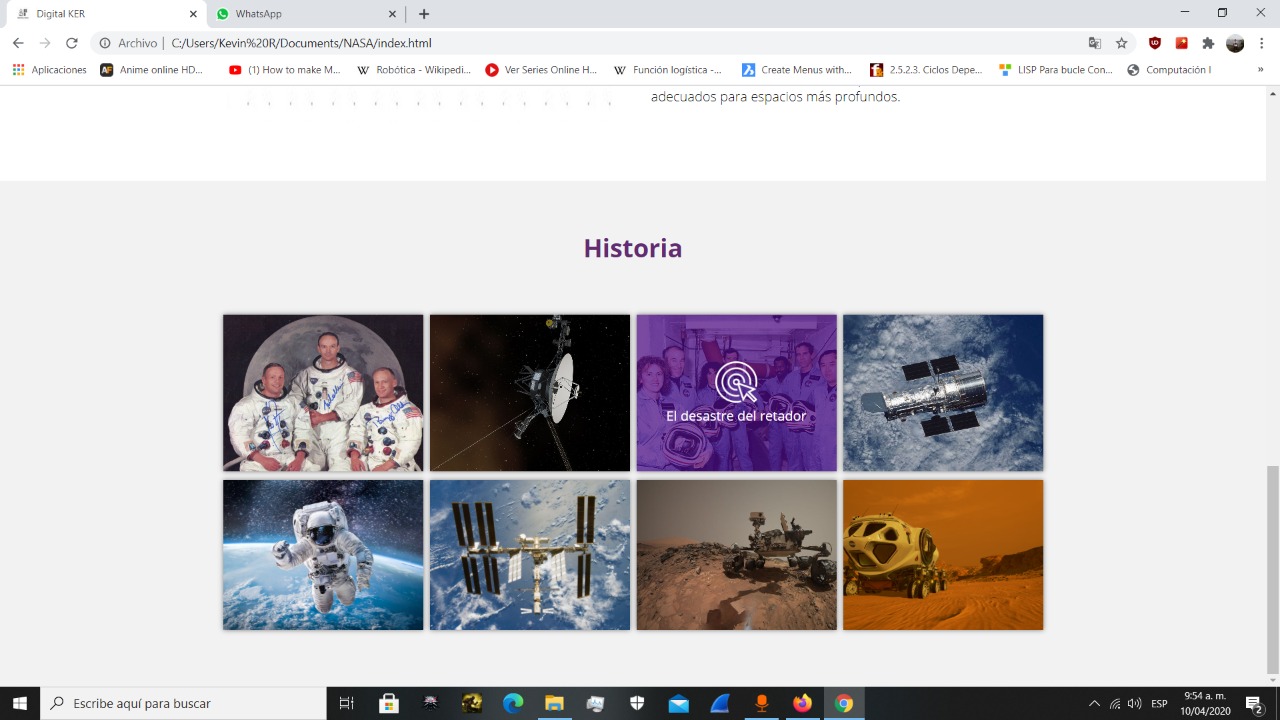 Digital KER
WhatsApp
Archivo | C:/Users/Kevin%20R/Documents/NASA/index.html
Aplicaciones
Anime online HD...
(1) How to make M...
Robótica - Wikipedi...
Ver Series Online H...
Función logística -...
Create Menus with...
2.5.2.3. Ciclos Depe...
LISP Para bucle Con...
Computación I
»
adecuados para espacios más profundos.
Historia
El desastre del retador
Escribe aquí para buscar
ESP
9:54 a. m.
10/04/2020
2